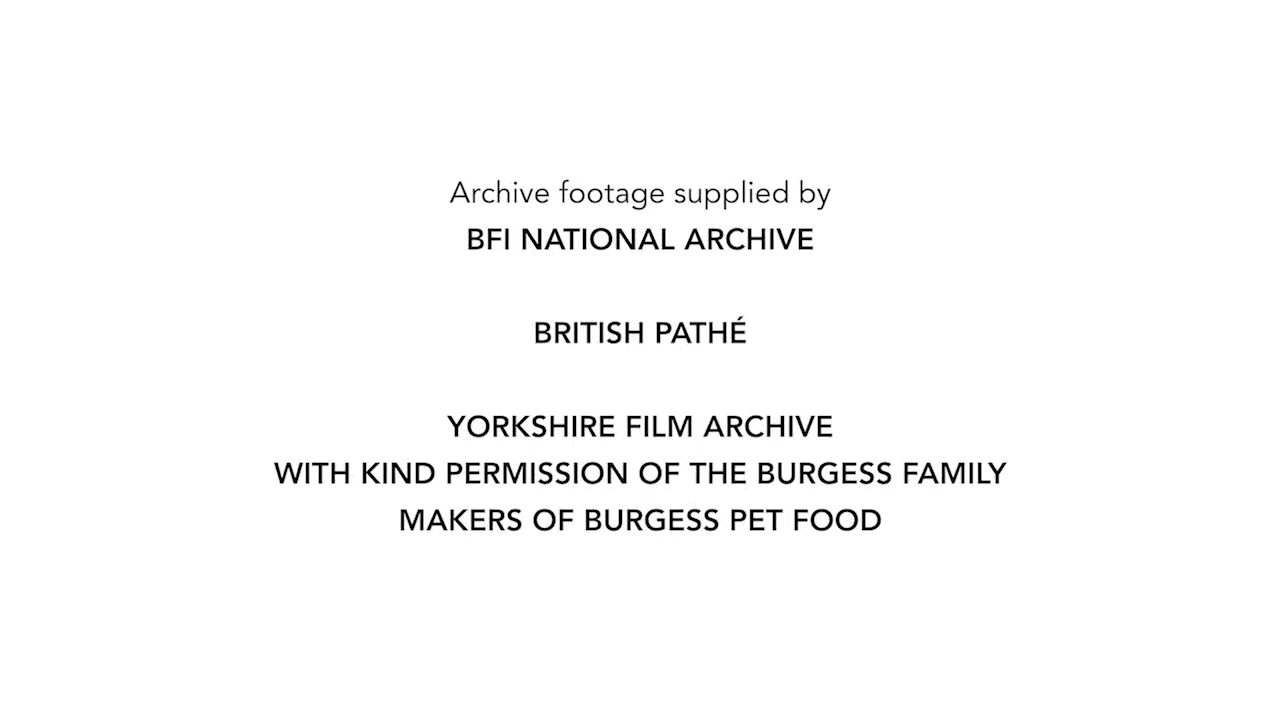 Archive footage supplied by
BFI NATIONAL ARCHIVE
BRITISH PATHÉ
YORKSHIRE FILM ARCHIVE
WITH KIND PERMISSION OF THE BURGESS FAMILY
MAKERS OF BURGESS PET FOOD